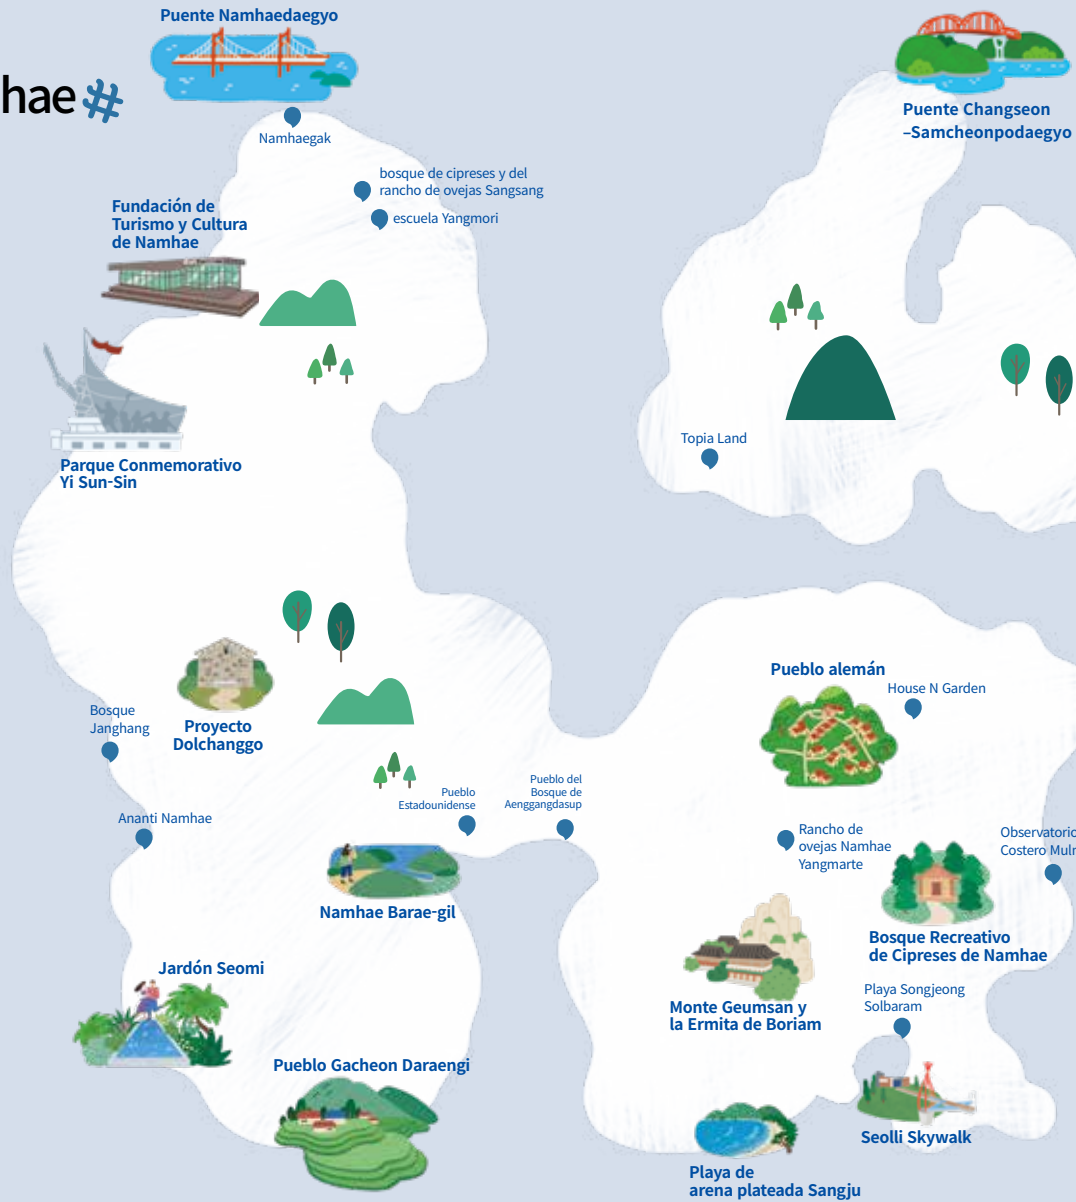 Puente Namhaedaegyo
hae #
Puente Changseon
–Samcheonpodaegyo
Namhaegak
bosque de cipreses y del
rancho de ovejas Sangsang
escuela Yangmori
Fundación de
Turismo y Cultura
de Namhae
Parque Conmemorativo
Yi Sun-Sin
Topia Land
Pueblo alemán
House N Garden
Bosque
Janghang
Proyecto
Dolchanggo
Pueblo
Estadounidense
Pueblo del
Bosque de
Aenggangdasup
Ananti Namhae
Rancho de
ovejas Namhae
Yangmarte
Observatorio
Costero
Namhae Barae-gil
Bosque Recreativo
de Cipreses de Namhae
Jardón Seomi
Playa Songjeong
Solbaram
Monte Geumsan y
la Ermita de Boriam
Pueblo Gacheon Daraengi
Seolli Skywalk
Playa de
arena plateada Sangju